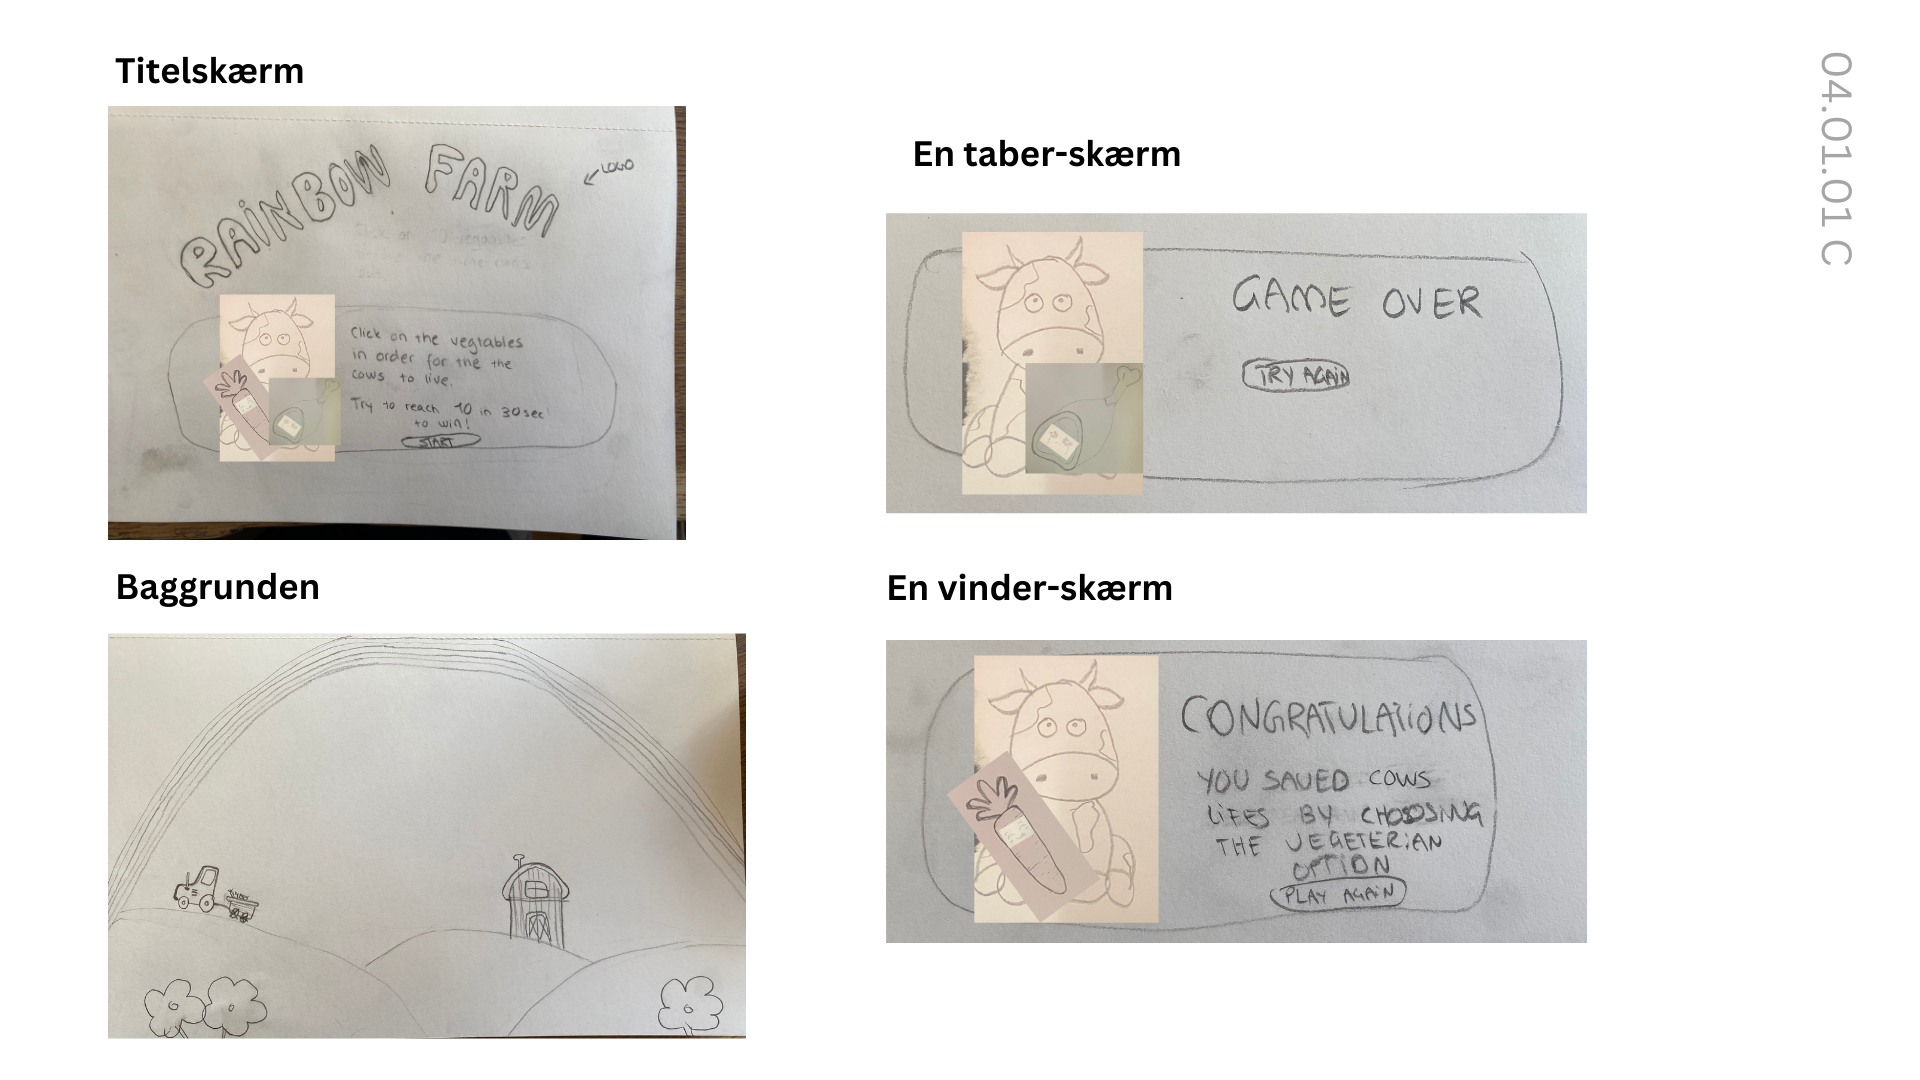 Titelskærm
RAINBOW FARM
LOGO
Click on the vegtables
in order for the the
cows to live.
Try to reach 10 in 30 sec
to win!
START
En taber-skærm
GAME OVER
TRY AGAIN
Baggrunden
En vinder-skærm
CONGRATULATIONS
YOU SAVED COWS
LIFES BY CHOOSING
THE VEGETERIAN
OPTION
PLAY AGAIN
04.01.01 C